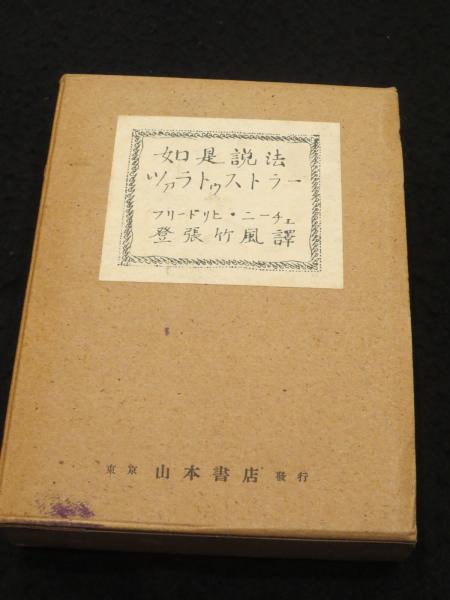 如是説法
ツァラトゥストラー
フリードリヒ・ニーチェ
登張竹風譯
東京 山本書店 發行